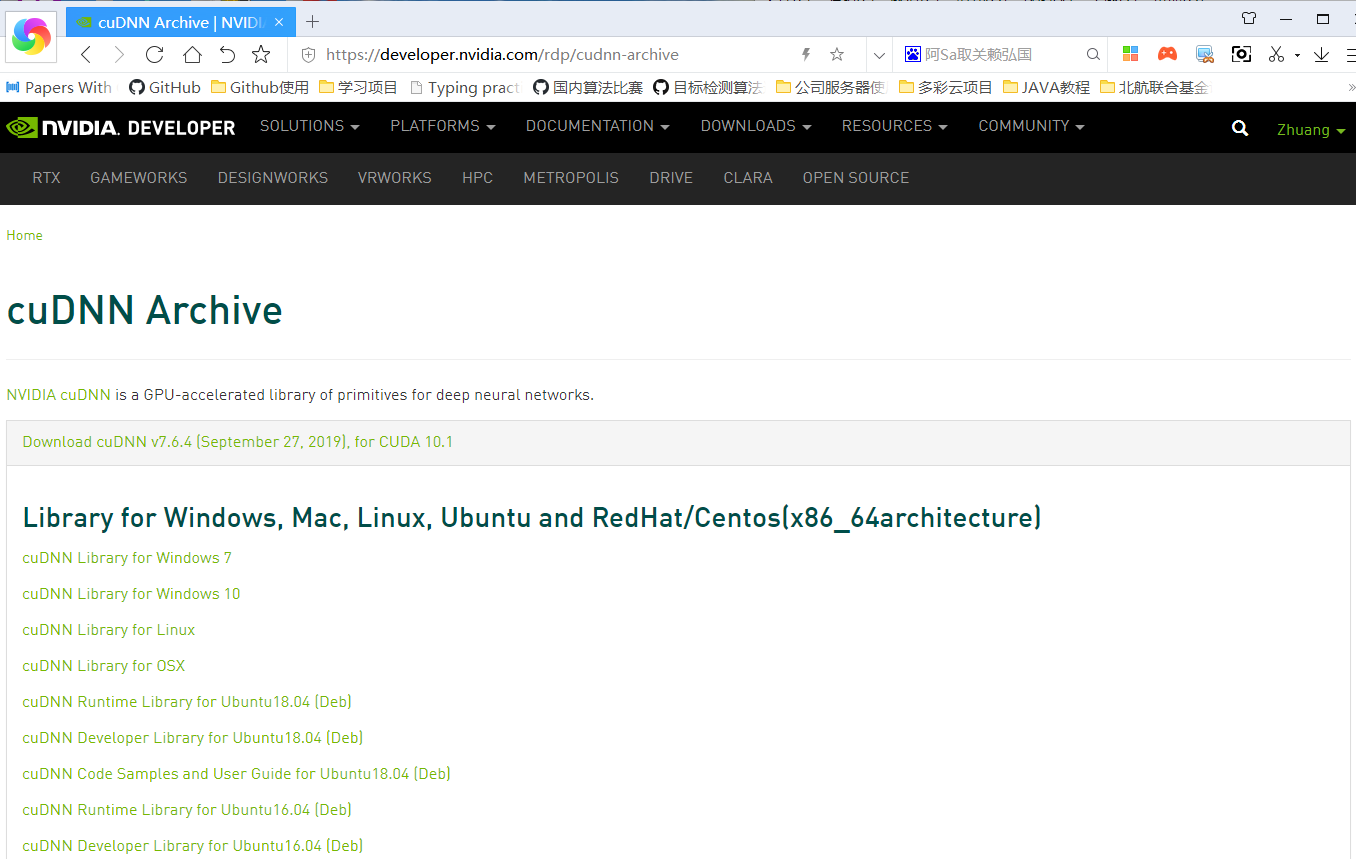 cuDNN Archive | NVIDI
https://developer.nvidia.com/rdp/cudnn-archive
阿Sa取关赖弘国
Papers With GitHub Github使用 学习项目 Typing pract 国内算法比赛 目标检测算法 公司服务器使 多彩云项目 JAVA教程 北航联合基金
NVIDIA. DEVELOPER SOLUTIONS PLATFORMS DOCUMENTATION DOWNLOADS RESOURCES COMMUNITY Zhuang
RTX GAMEWORKS DESIGNWORKS VRWORKS HPC METROPOLIS DRIVE CLARA OPEN SOURCE
Home
cuDNN Archive
NVIDIA cuDNN is a GPU-accelerated library of primitives for deep neural networks.
Download cuDNN v7.6.4 (September 27, 2019), for CUDA 10.1
Library for Windows, Mac, Linux, Ubuntu and RedHat/Centos(x86_64architecture)
cuDNN Library for Windows 7
cuDNN Library for Windows 10
cuDNN Library for Linux
cuDNN Library for OSX
cuDNN Runtime Library for Ubuntu18.04 (Deb)
cuDNN Developer Library for Ubuntu18.04 (Deb)
cuDNN Code Samples and User Guide for Ubuntu18.04 (Deb)
cuDNN Runtime Library for Ubuntu16.04 (Deb)
cuDNN Developer Library for Ubuntu16.04 (Deb)